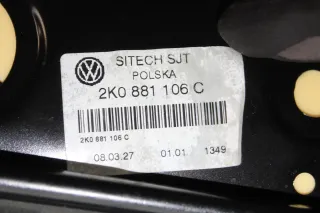 SITECH SJT
POLSKA
2K0 881 106 C
2K0 881 106 C
08.03.27 01.01 1349